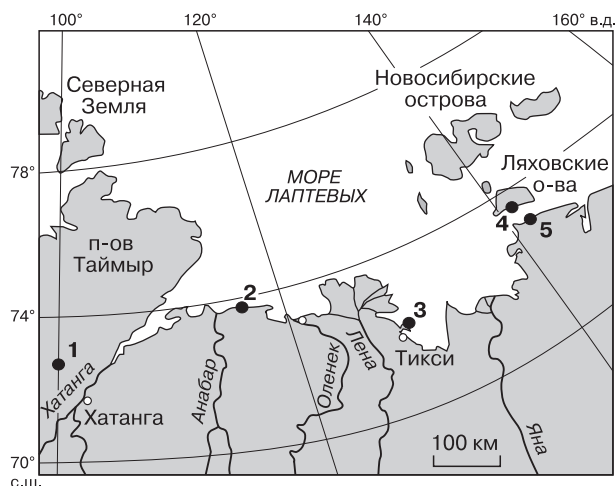 100°
120°
140°
160° в.д.
Северная
Земля
Новосибирские
острова
78°
МОРЕ
ЛАПТЕВЫХ
Ляховские
о-ва
п-ов
Таймыр
4
5
2
74°
3
1
Хатанга
Хатанга
Анабар
Оленек
Лена
Тикси
Яна
100 км
70°
с.ш.